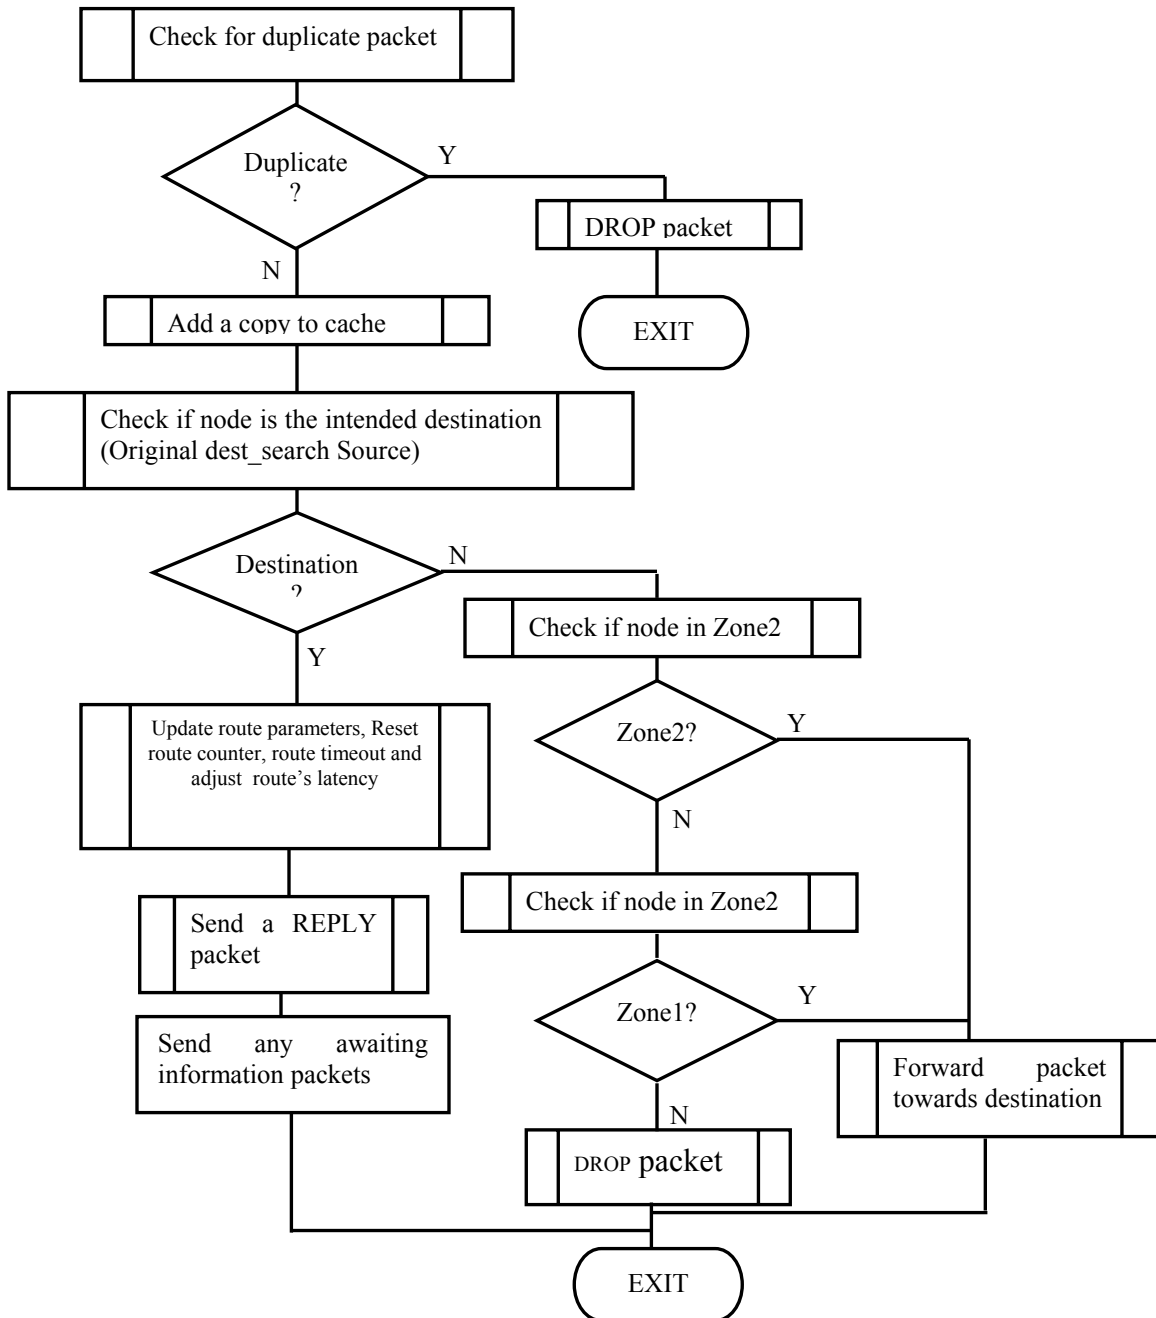 Check for duplicate packet
Duplicate
?
Y
DROP packet
EXIT
N
Add a copy to cache
Check if node is the intended destination
(Original dest_search Source)
Destination
?
N
Y
Check if node in Zone2
Zone2?
Y
N
Update route parameters, Reset
route counter, route timeout and
adjust route’s latency
Send a REPLY
packet
Send any awaiting
information packets
Check if node in Zone2
Zone1?
Y
N
Forward packet
towards destination
DROP packet
EXIT